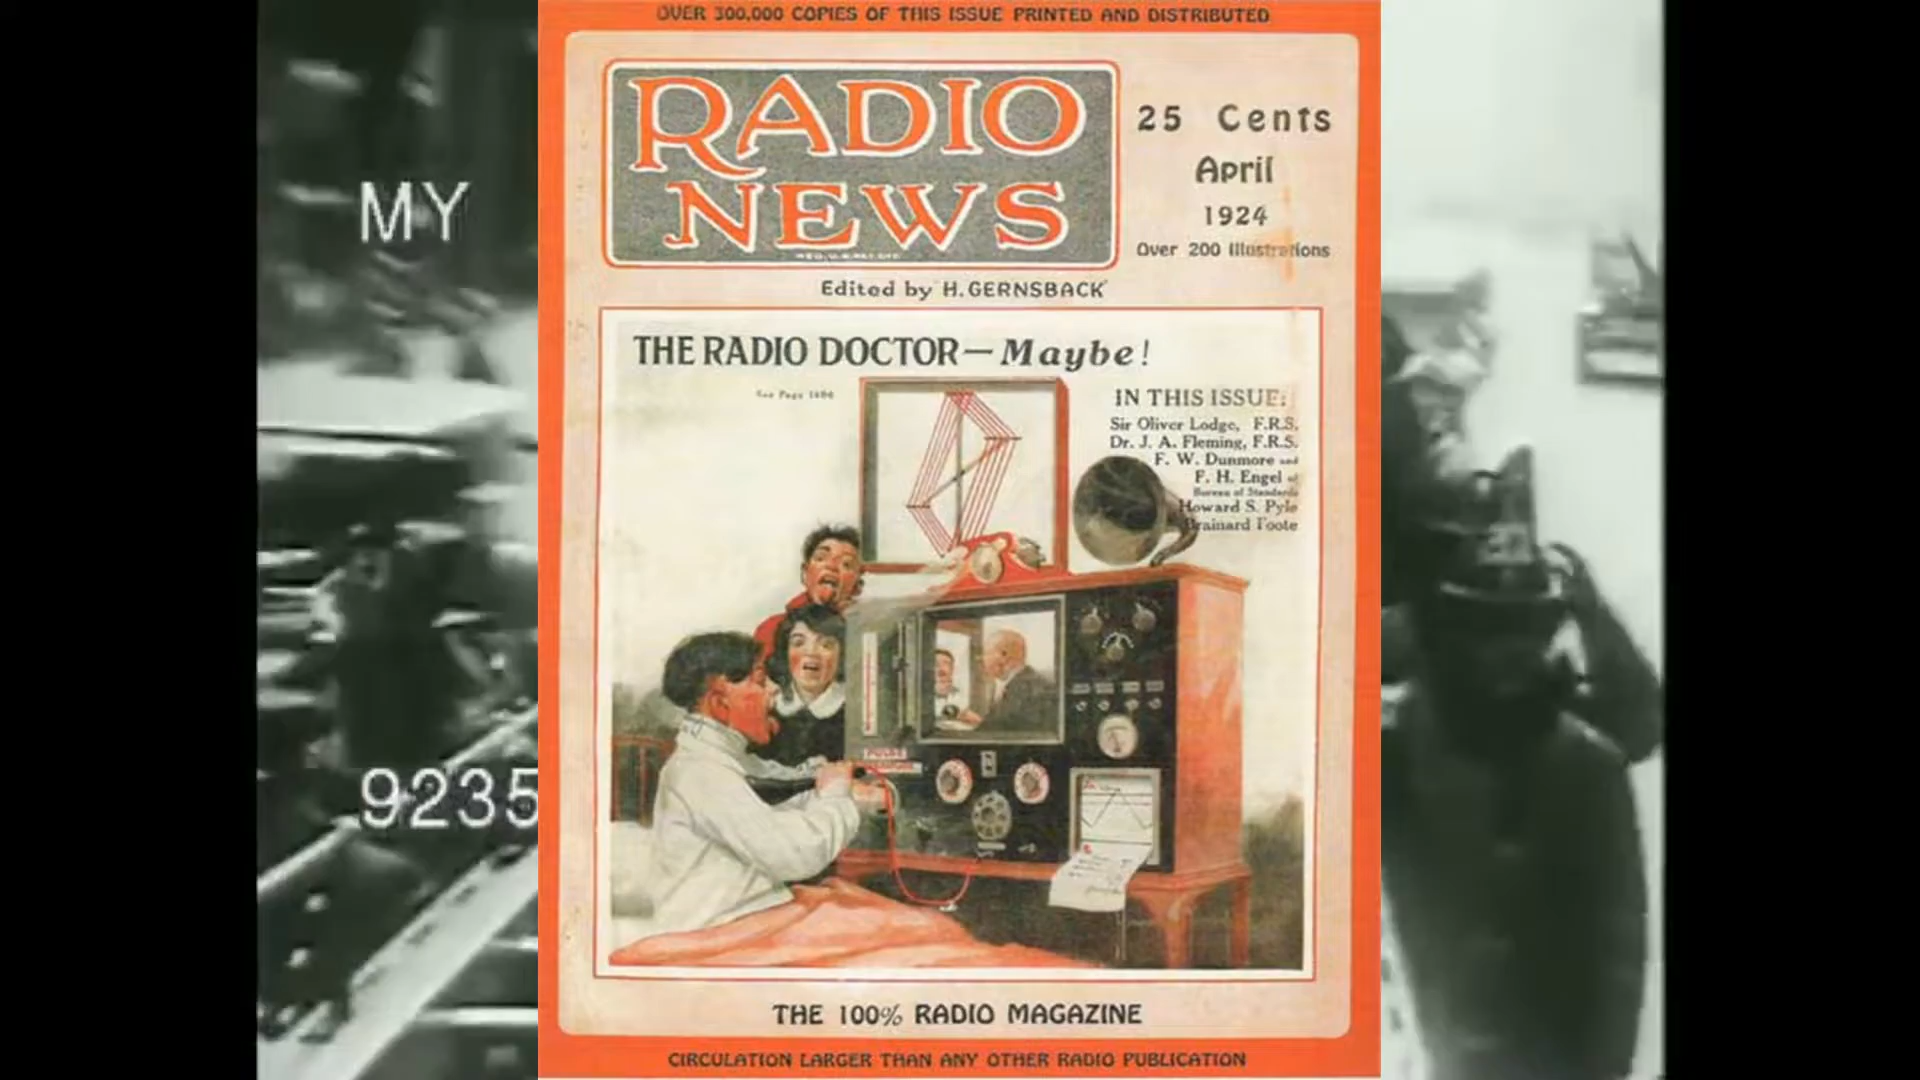 OVER 300,000 COPIES OF THIS ISSUE PRINTED AND DISTRIBUTED
RADIO
NEWS
25 Cents
April
1924
Over 200 Illustrations
Edited by H. GERNSBACK
THE RADIO DOCTOR—Maybe!
See Page
IN THIS ISSUE:
Sir Oliver Lodge, F.R.S.
Dr. J. A. Fleming, F.R.S.
F. W. Dunmore and
F. H. Engel of
Bureau of Standards
Howard S. Pyle
Brainard Foote
PULSE
THE 100% RADIO MAGAZINE
CIRCULATION LARGER THAN ANY OTHER RADIO PUBLICATION
MY
9235